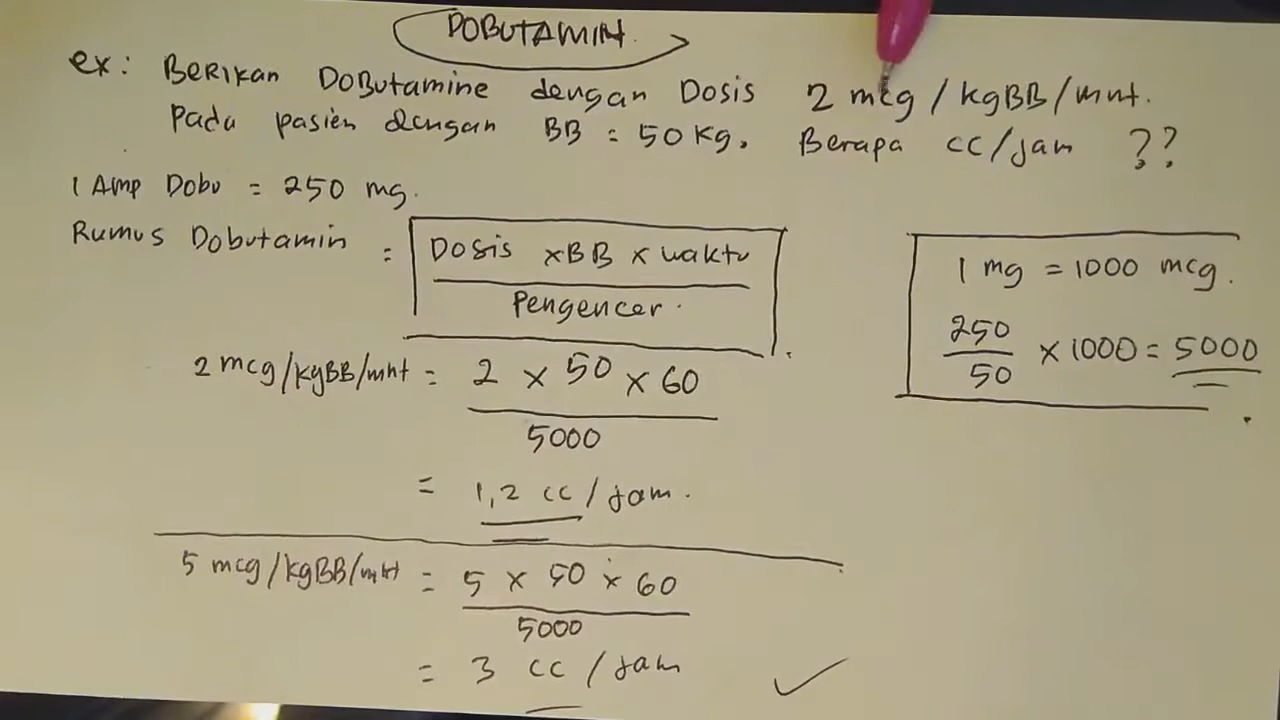 DOBUTAMIN.
ex: BERIKAN DOBUTAMINE dengan Dosis 2 mcg/kgBB/mnt.
Pada pasien dengan BB = 50 Kg. Berapa cc/jam ??
1 Amp Dobu = 250 mg.
Rumus Dobutamin = Dosis x BB x waktu
Pengencer.
1 mg = 1000 mcg.
250
50
x 1000 = 5000
2 mcg/kgBB/mnt = 2 x 50 x 60
5000
= 1,2 cc/jam.
5 mcg/kgBB/mnt = 5 x 50 x 60
5000
= 3 cc/jam